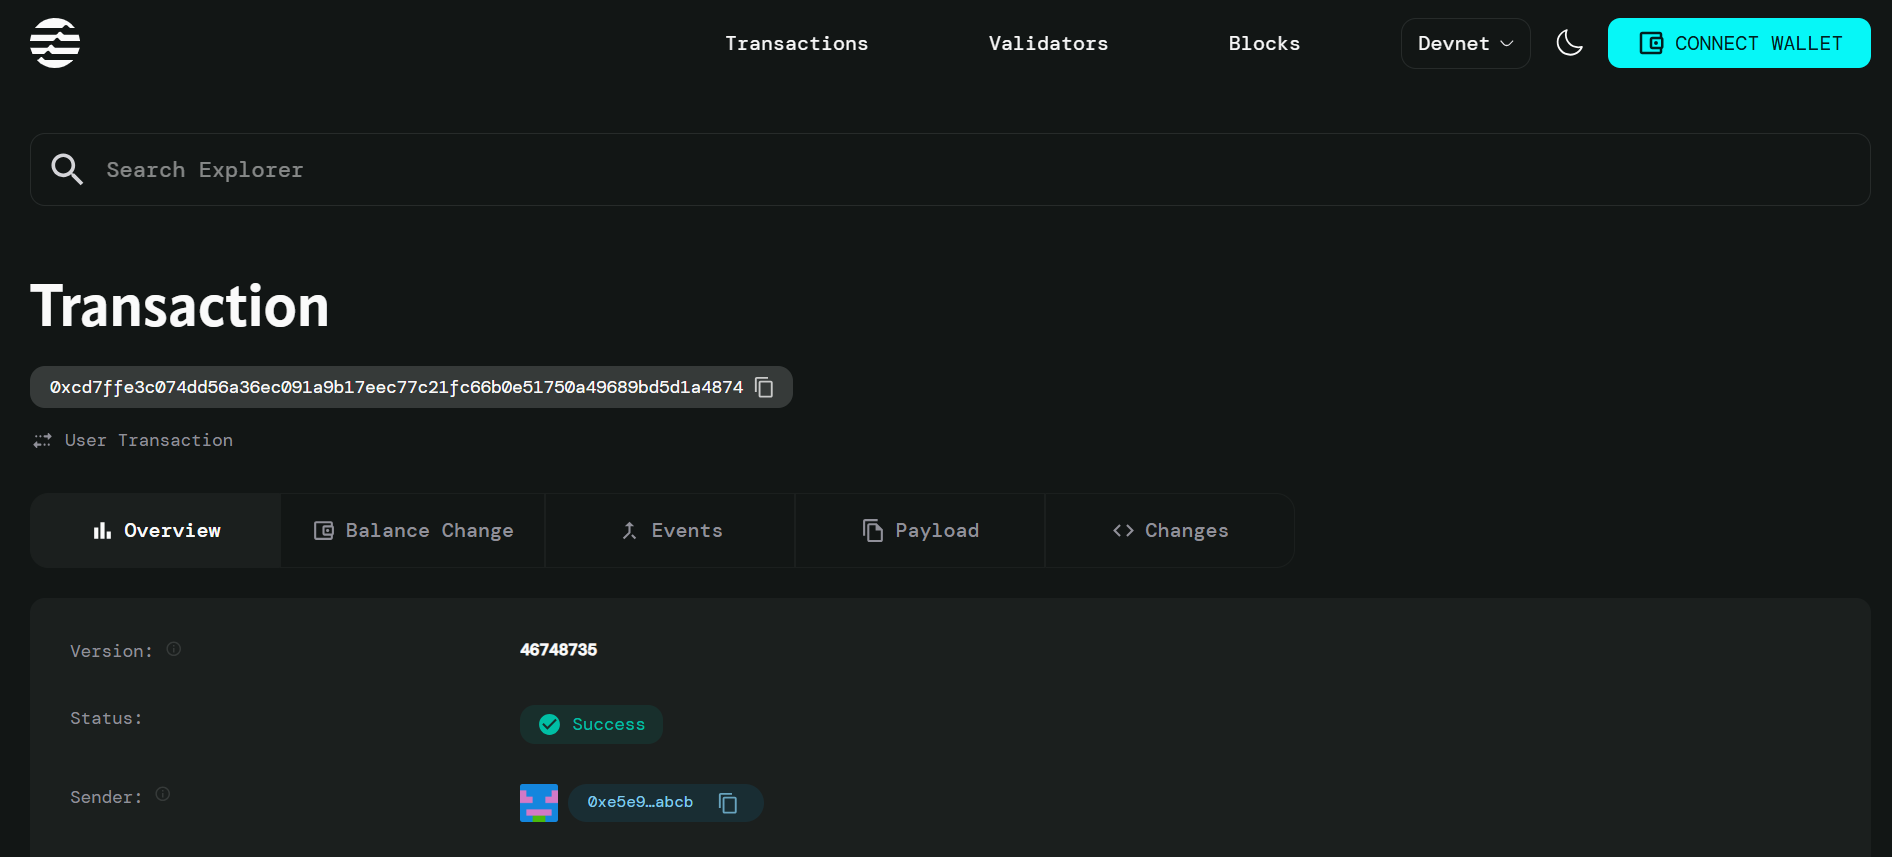 Transactions Validators Blocks Devnet CONNECT WALLET
Search Explorer
Transaction
0xcd7ffe3c074dd56a36ec091a9b17eec77c21fc66b0e51750a49689bd5d1a4874
User Transaction
Overview Balance Change Events Payload Changes
Version: 46748735
Status: Success
Sender: 0xe5e9…abcb